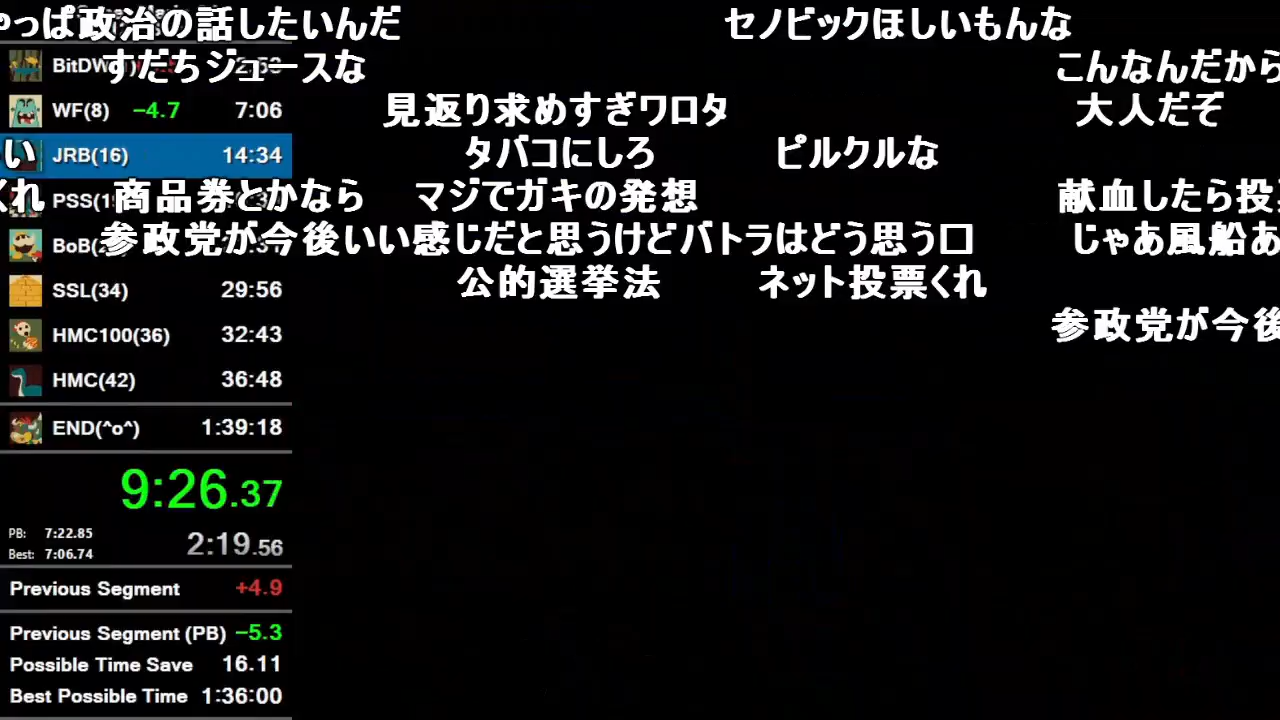 やっぱ政治の話したいんだ
セノビックほしいもんな
すだちジュースな
こんなんだから
BitDW
WF(8) −4.7 7:06
見返り求めすぎワロタ
大人だぞ
い
JRB(16) 14:34
タバコにしろ
ピルクルな
くれ
PSS(1
商品券とかなら
マジでガキの発想
献血したら投票
BoB(
参政党が今後いい感じだと思うけどバトラはどう思う口
じゃあ風船あ
SSL(34) 29:56
公的選挙法
ネット投票くれ
HMC100(36) 32:43
参政党が今後
HMC(42) 36:48
END(^o^) 1:39:18
9:26.37
PB: 7:22.85
Best: 7:06.74
2:19.56
Previous Segment +4.9
Previous Segment (PB) −5.3
Possible Time Save 16.11
Best Possible Time 1:36:00